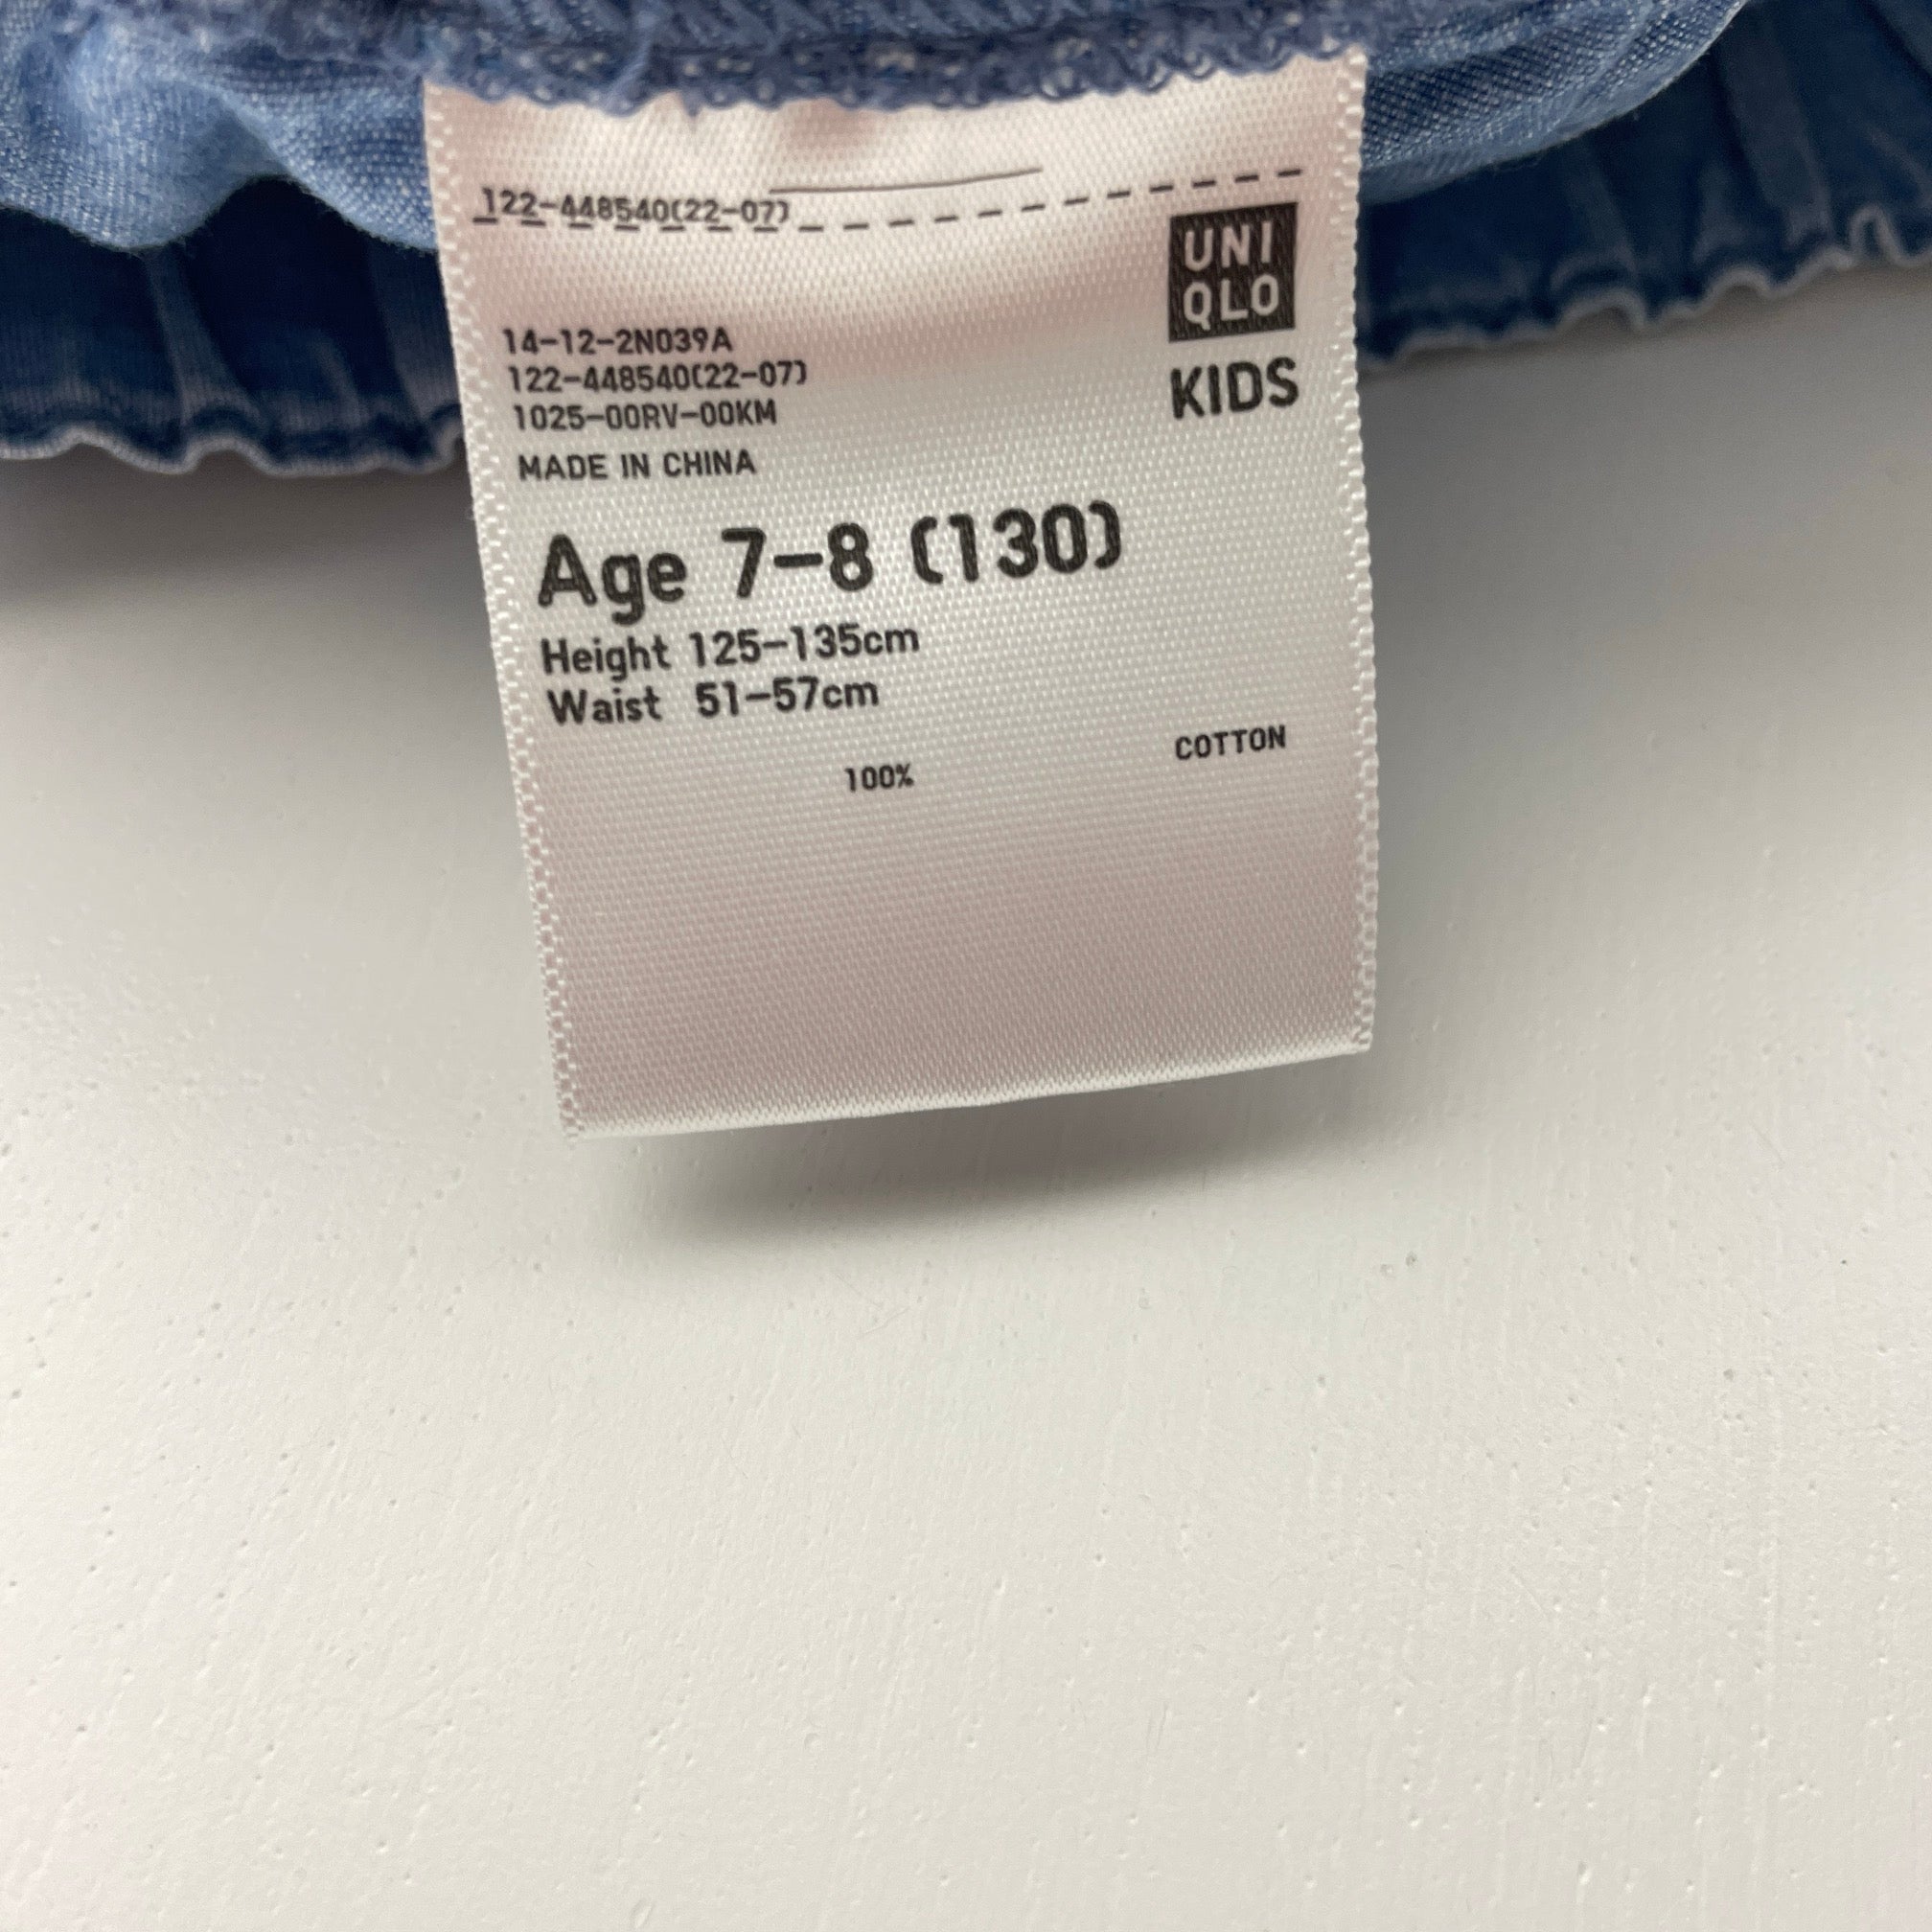 122-448540(22-07)
UNI
QLO
KIDS
14-12-2N039A
122-448540(22-07)
1025-00RV-00KM
MADE IN CHINA
Age 7-8 (130)
Height 125-135cm
Waist 51-57cm
COTTON
100%